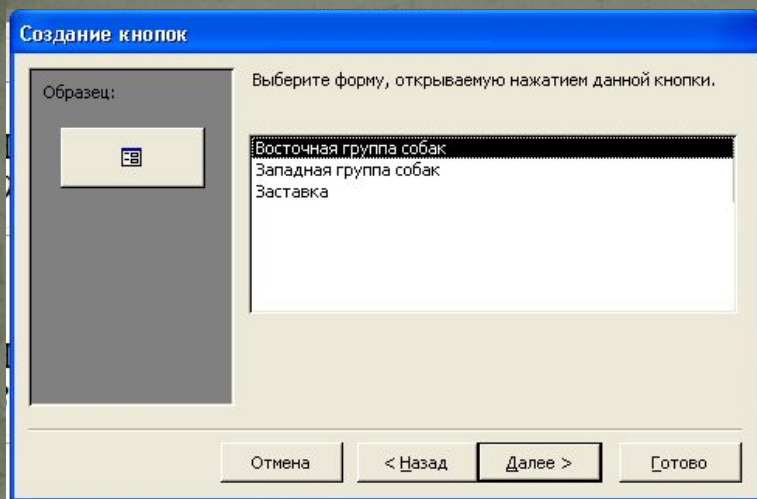 Создание кнопок
Образец:
Выберите форму, открываемую нажатием данной кнопки.
Восточная группа собак
Западная группа собак
Заставка
Отмена
< Назад
Далее >
Готово